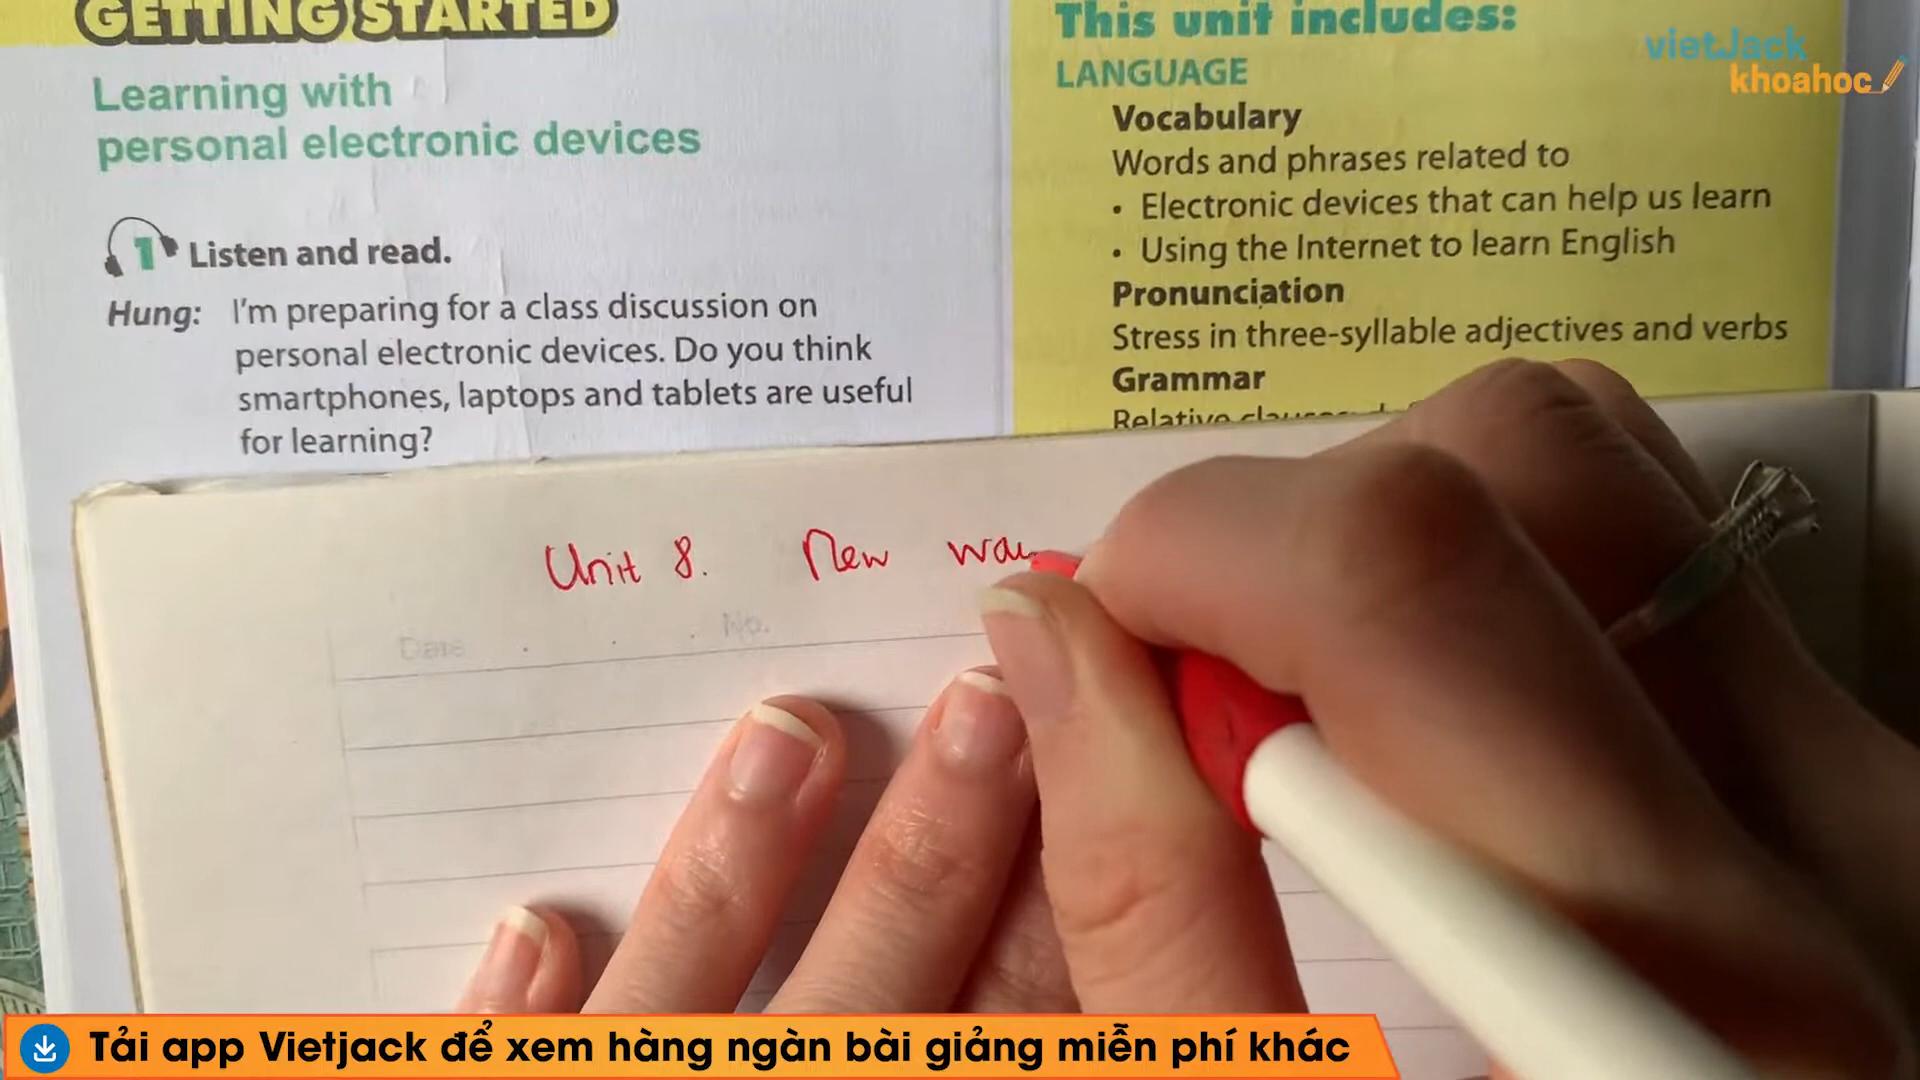 GETTING STARTED
Learning with
personal electronic devices
1 Listen and read.
Hung: I'm preparing for a class discussion on
personal electronic devices. Do you think
smartphones, laptops and tablets are useful
for learning?
This unit includes:
LANGUAGE
Vocabulary
Words and phrases related to
• Electronic devices that can help us learn
• Using the Internet to learn English
Pronunciation
Stress in three-syllable adjectives and verbs
Grammar
Relative
vietJack
khoahoc
Unit 8. New
Date . . . No.
Tải app Vietjack để xem hàng ngàn bài giảng miễn phí khác